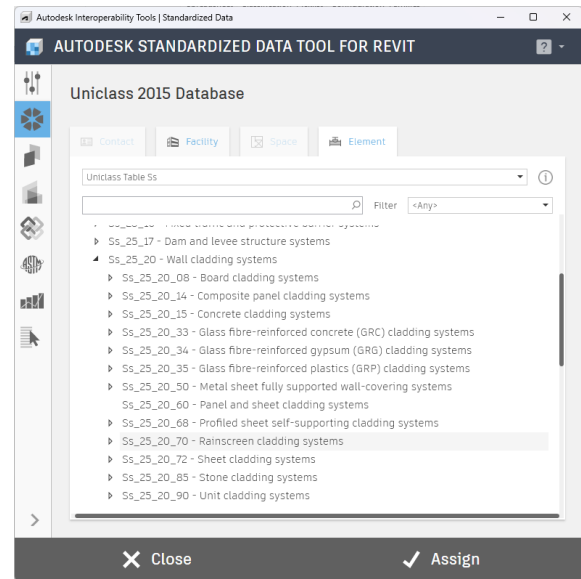 Autodesk Interoperability Tools | Standardized Data
AUTODESK STANDARDIZED DATA TOOL FOR REVIT
?
Uniclass 2015 Database
Contact
Facility
Space
Element
Uniclass Table Ss
Filter
<Any>
Ss_25_17 - Dam and levee structure systems
Ss_25_20 - Wall cladding systems
Ss_25_20_08 - Board cladding systems
Ss_25_20_14 - Composite panel cladding systems
Ss_25_20_15 - Concrete cladding systems
Ss_25_20_33 - Glass fibre-reinforced concrete (GRC) cladding systems
Ss_25_20_34 - Glass fibre-reinforced gypsum (GRG) cladding systems
Ss_25_20_35 - Glass fibre-reinforced plastics (GRP) cladding systems
Ss_25_20_50 - Metal sheet fully supported wall-covering systems
Ss_25_20_60 - Panel and sheet cladding systems
Ss_25_20_68 - Profiled sheet self-supporting cladding systems
Ss_25_20_70 - Rainscreen cladding systems
Ss_25_20_72 - Sheet cladding systems
Ss_25_20_85 - Stone cladding systems
Ss_25_20_90 - Unit cladding systems
Close
Assign